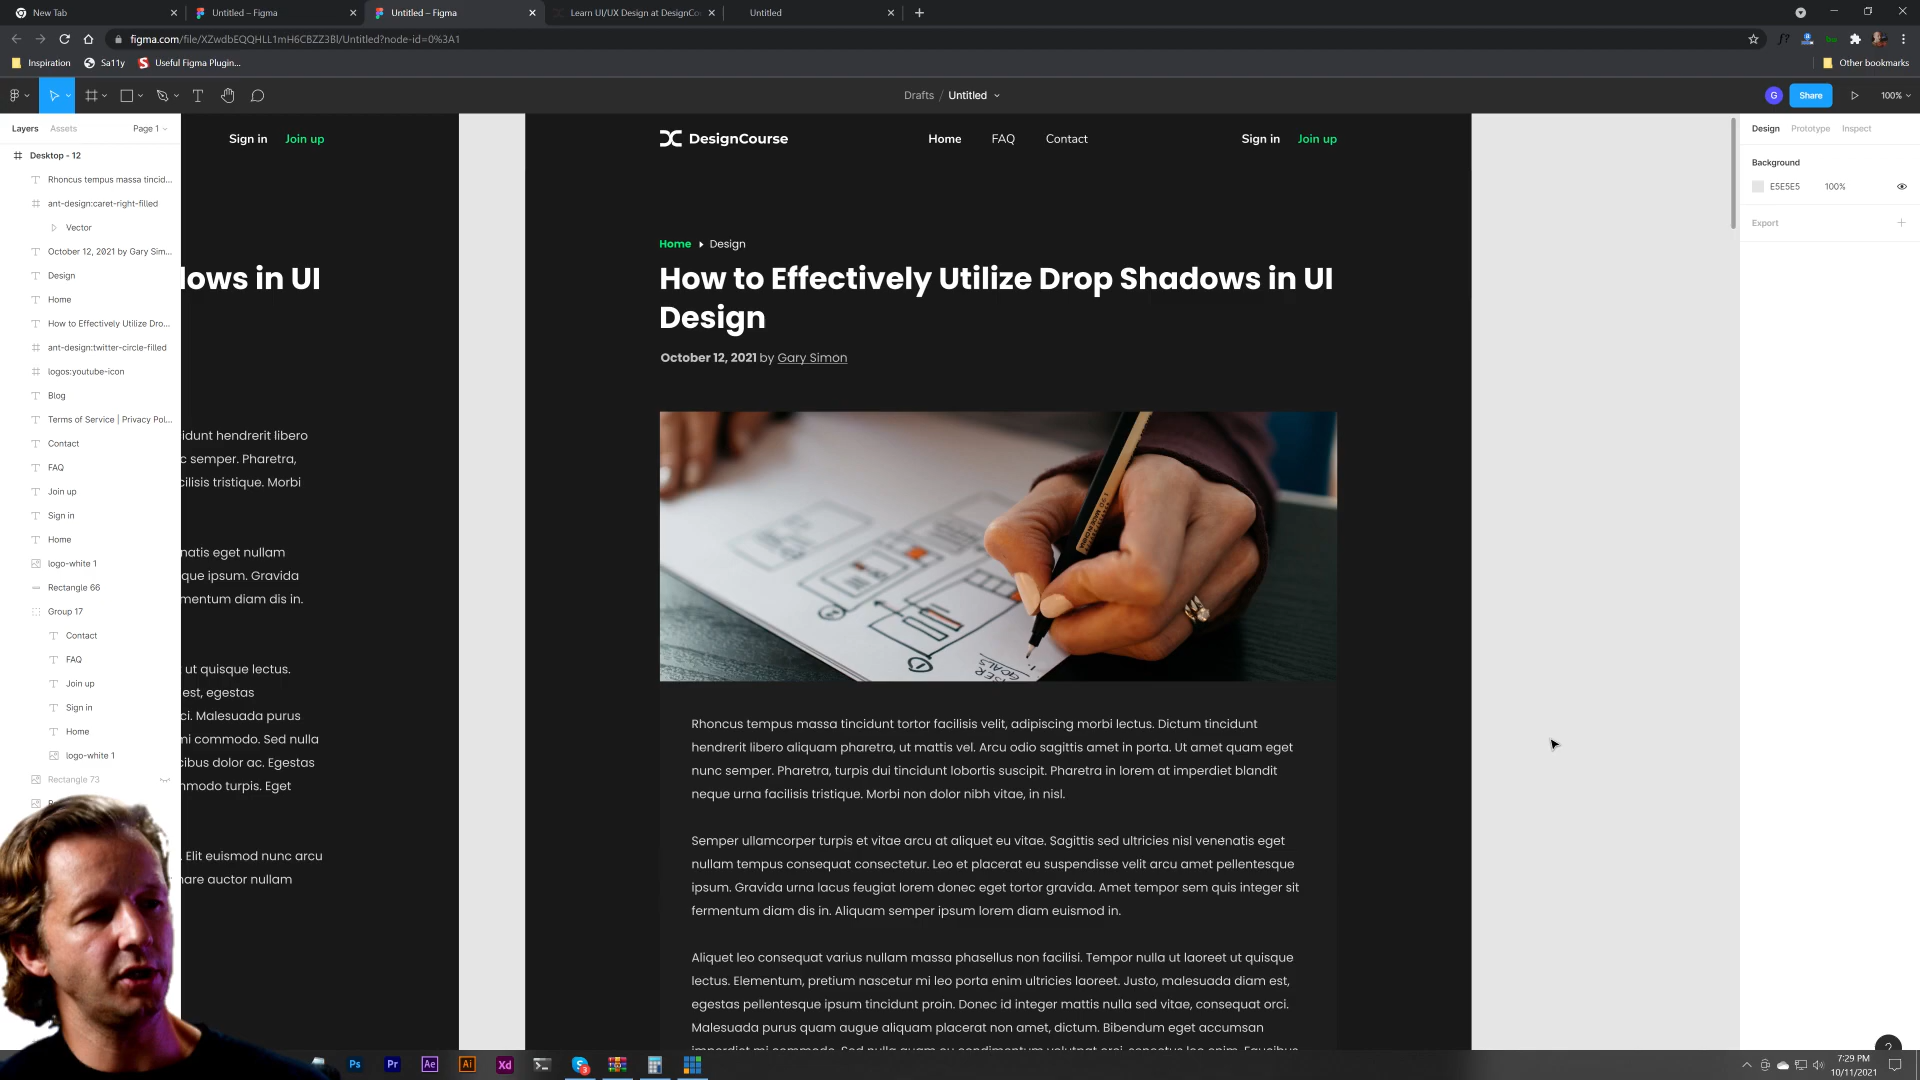 New Tab
Untitled – Figma
Untitled – Figma
Learn UI/UX Design at DesignCo
Untitled
figma.com/file/XZwdbEQQHLL1mH6CBZZ3Bl/Untitled?node-id=0%3A1
Inspiration
Sa11y
Useful Figma Plugin...
Other bookmarks
Drafts / Untitled
G
Share
100%
Layers
Assets
Page 1
Design
Prototype
Inspect
Background
E5E5E5
100%
Export
Desktop - 12
Rhoncus tempus massa tincid...
ant-design:caret-right-filled
Vector
October 12, 2021 by Gary Sim...
Design
Home
How to Effectively Utilize Dro...
ant-design:twitter-circle-filled
logos:youtube-icon
Blog
Terms of Service | Privacy Pol...
Contact
FAQ
Join up
Sign in
Home
logo-white 1
Rectangle 66
Group 17
Contact
FAQ
Join up
Sign in
Home
logo-white 1
Rectangle 73
Sign in
Join up
lows in UI
idunt hendrerit libero
c semper. Pharetra,
cilisis tristique. Morbi
natis eget nullam
que ipsum. Gravida
mentum diam dis in.
ut quisque lectus.
est, egestas
ci. Malesuada purus
mi commodo. Sed nulla
cibus dolor ac. Egestas
mmodo turpis. Eget
. Elit euismod nunc arcu
nare auctor nullam
DesignCourse
Home
FAQ
Contact
Sign in
Join up
Home
Design
How to Effectively Utilize Drop Shadows in UI
Design
October 12, 2021 by Gary Simon
USER
GOALS
1.
Rhoncus tempus massa tincidunt tortor facilisis velit, adipiscing morbi lectus. Dictum tincidunt
hendrerit libero aliquam pharetra, ut mattis vel. Arcu odio sagittis amet in porta. Ut amet quam eget
nunc semper. Pharetra, turpis dui tincidunt lobortis suscipit. Pharetra in lorem at imperdiet blandit
neque urna facilisis tristique. Morbi non dolor nibh vitae, in nisl.
Semper ullamcorper turpis et vitae arcu at aliquet eu vitae. Sagittis sed ultricies nisl venenatis eget
nullam tempus consequat consectetur. Leo et placerat eu suspendisse velit arcu amet pellentesque
ipsum. Gravida urna lacus feugiat lorem donec eget tortor gravida. Amet tempor sem quis integer sit
fermentum diam dis in. Aliquam semper ipsum lorem diam euismod in.
Aliquet leo consequat varius nullam massa phasellus non facilisi. Tempor nulla ut laoreet ut quisque
lectus. Elementum, pretium nascetur mi leo porta enim ultricies laoreet. Justo, malesuada diam est,
egestas pellentesque ipsum tincidunt proin. Donec id integer mattis nulla sed vitae, consequat orci.
Malesuada purus quam augue aliquam placerat non amet, dictum. Bibendum eget accumsan
?
Ps
Pr
Ae
Ai
Xd
3
7:29 PM
10/11/2021